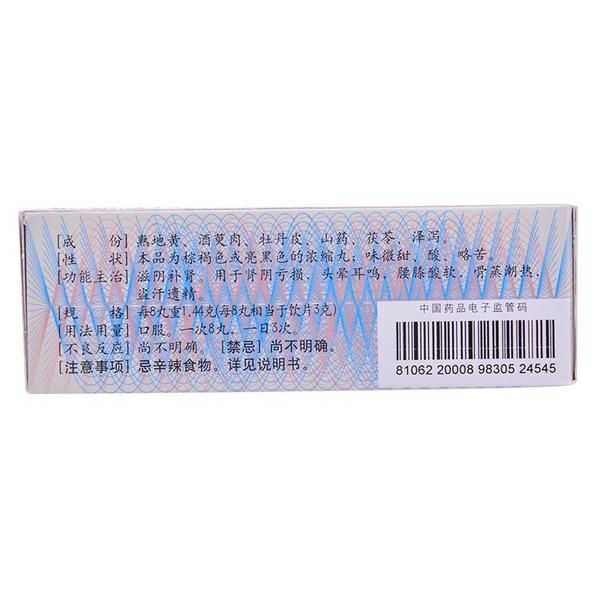 [成 份] 熟地黄、酒萸肉、牡丹皮、山药、茯苓、泽泻。
[性 状] 本品为棕褐色或亮黑色的浓缩丸；味微甜、酸、略苦。
[功能主治] 滋阴补肾。用于肾阴亏损，头晕耳鸣，腰膝酸软，骨蒸潮热，
盗汗遗精。
[规 格] 每8丸重1.44克(每8丸相当于饮片3克)
[用法用量] 口服。一次8丸，一日3次。
[不良反应] 尚不明确。 [禁忌] 尚不明确。
[注意事项] 忌辛辣食物。详见说明书。
中国药品电子监管码
81062 20008 98305 24545